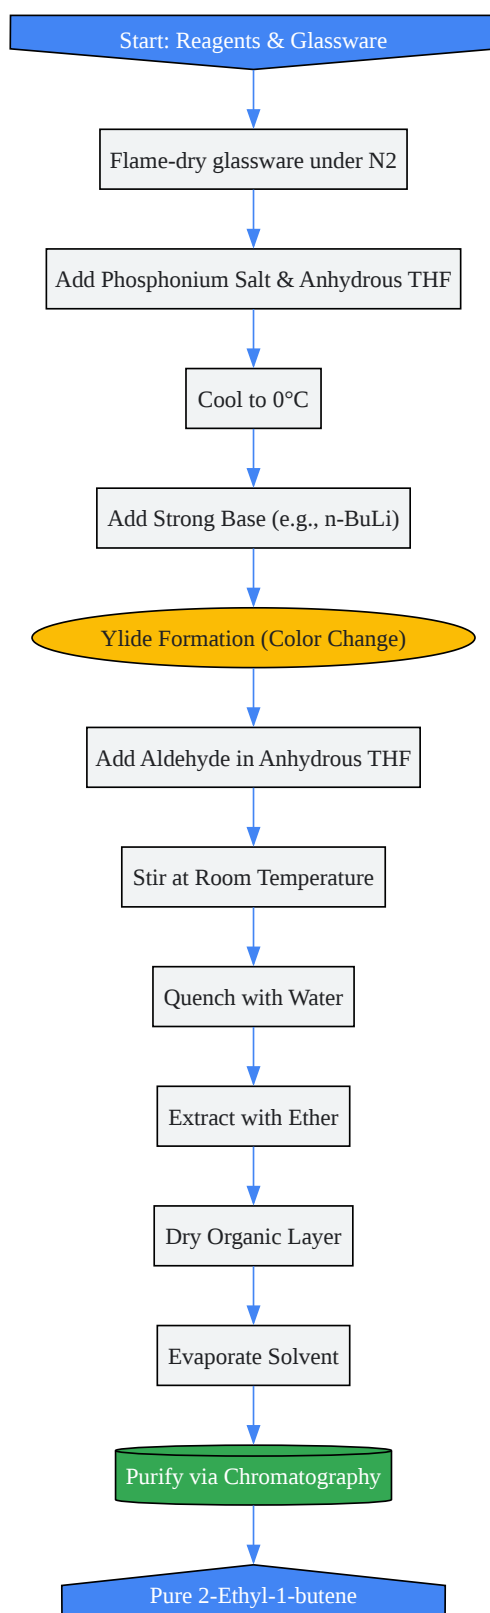 Start: Reagents & Glassware
Flame-dry glassware under N2
Add Phosphonium Salt & Anhydrous THF
Cool to 0°C
Add Strong Base (e.g., n-BuLi)
Ylide Formation (Color Change)
Add Aldehyde in Anhydrous THF
Stir at Room Temperature
Quench with Water
Extract with Ether
Dry Organic Layer
Evaporate Solvent
Purify via Chromatography
Pure 2-Ethyl-1-butene